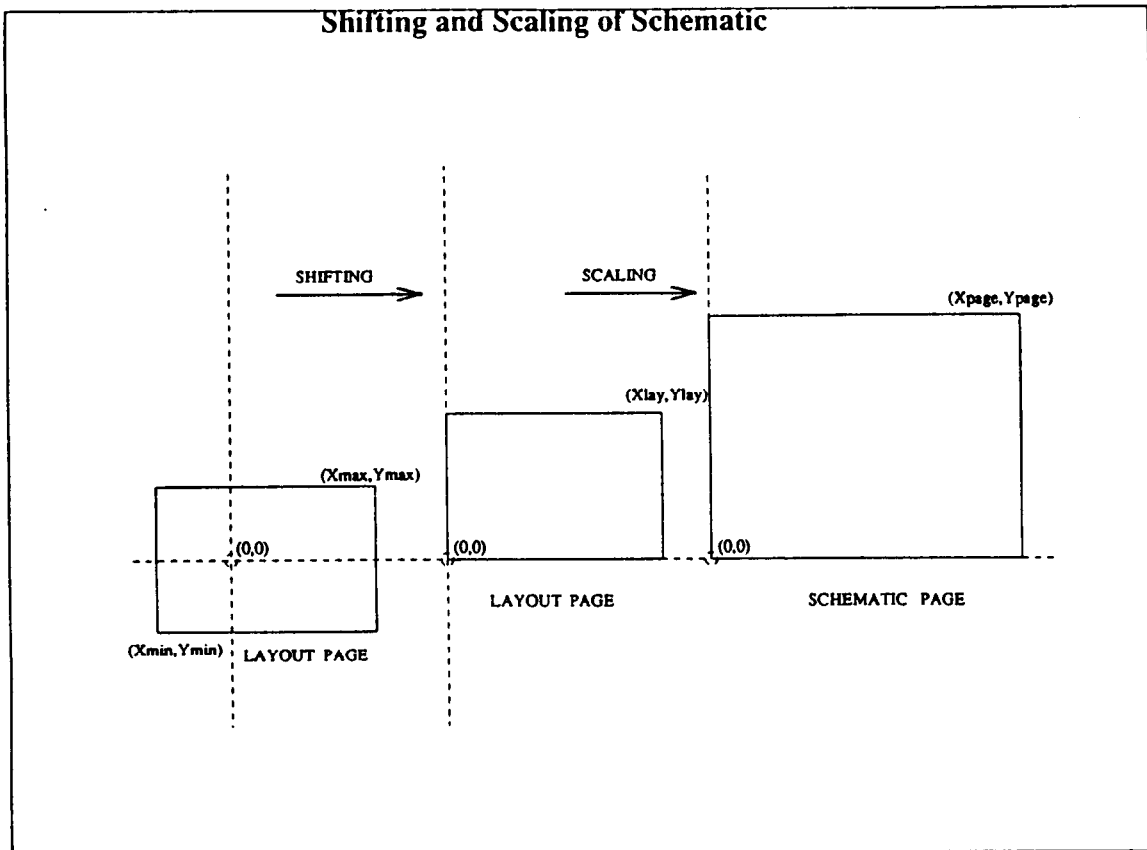 Shifting and Scaling of Schematic
SHIFTING
SCALING
(Xpage,Ypage)
(Xlay,Ylay)
(Xmax,Ymax)
(0,0)
(0,0)
(0,0)
LAYOUT PAGE
SCHEMATIC PAGE
(Xmin,Ymin)
LAYOUT PAGE